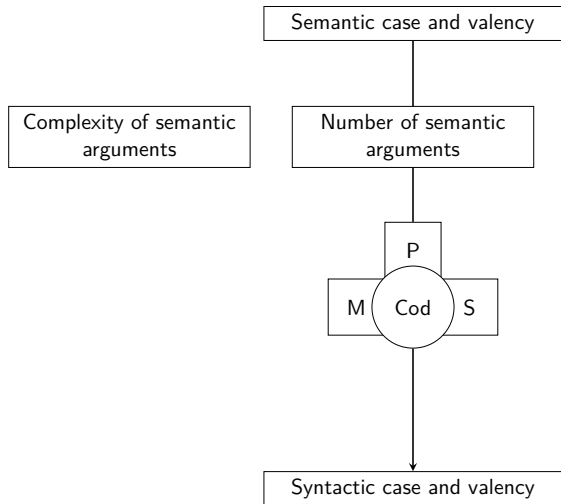 Semantic case and valency
Complexity of semantic
arguments
Number of semantic
arguments
P
M
Cod
S
Syntactic case and valency